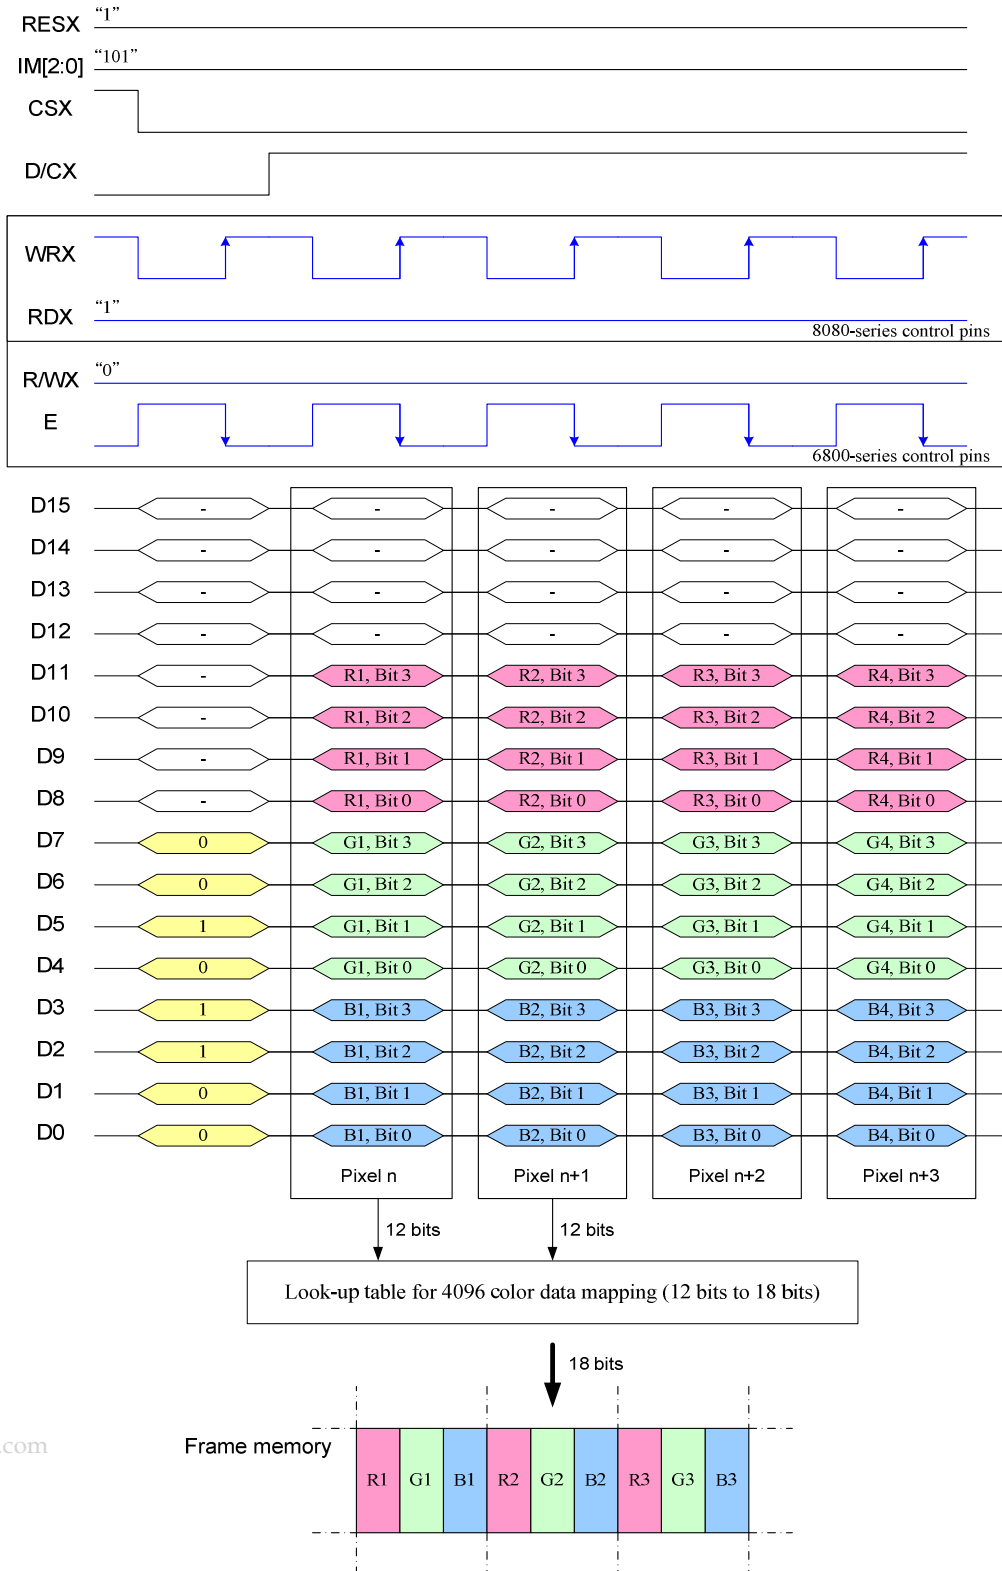 RESX “1”
IM[2:0] “101”
CSX
D/CX
WRX
RDX “1”
8080-series control pins
R/WX “0”
E
6800-series control pins
D15 - - - - -
D14 - - - - -
D13 - - - - -
D12 - - - - -
D11 - R1, Bit 3 R2, Bit 3 R3, Bit 3 R4, Bit 3
D10 - R1, Bit 2 R2, Bit 2 R3, Bit 2 R4, Bit 2
D9 - R1, Bit 1 R2, Bit 1 R3, Bit 1 R4, Bit 1
D8 - R1, Bit 0 R2, Bit 0 R3, Bit 0 R4, Bit 0
D7 0 G1, Bit 3 G2, Bit 3 G3, Bit 3 G4, Bit 3
D6 0 G1, Bit 2 G2, Bit 2 G3, Bit 2 G4, Bit 2
D5 1 G1, Bit 1 G2, Bit 1 G3, Bit 1 G4, Bit 1
D4 0 G1, Bit 0 G2, Bit 0 G3, Bit 0 G4, Bit 0
D3 1 B1, Bit 3 B2, Bit 3 B3, Bit 3 B4, Bit 3
D2 1 B1, Bit 2 B2, Bit 2 B3, Bit 2 B4, Bit 2
D1 0 B1, Bit 1 B2, Bit 1 B3, Bit 1 B4, Bit 1
D0 0 B1, Bit 0 B2, Bit 0 B3, Bit 0 B4, Bit 0
Pixel n Pixel n+1 Pixel n+2 Pixel n+3
12 bits 12 bits
Look-up table for 4096 color data mapping (12 bits to 18 bits)
18 bits
.com
Frame memory
R1 G1 B1 R2 G2 B2 R3 G3 B3